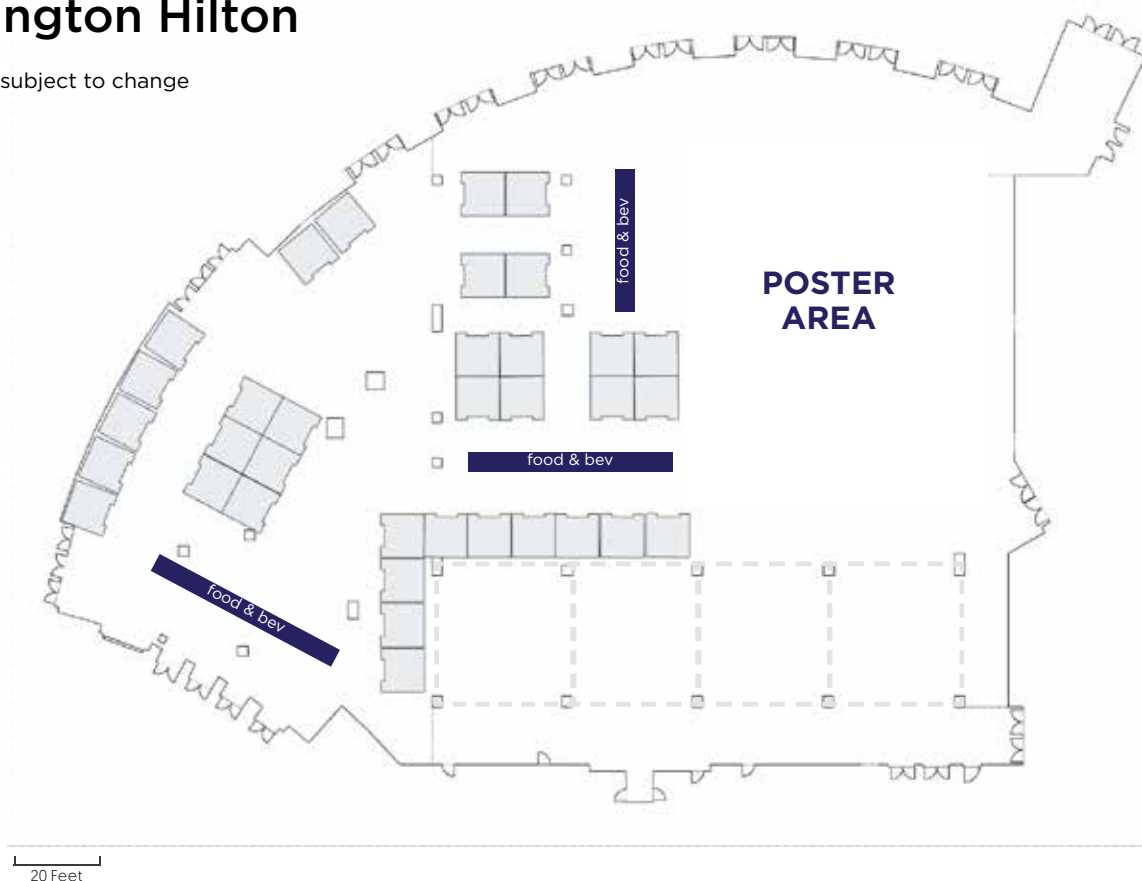 ngton Hilton
subject to change
food & bev
POSTER
AREA
food & bev
food & bev
20 Feet